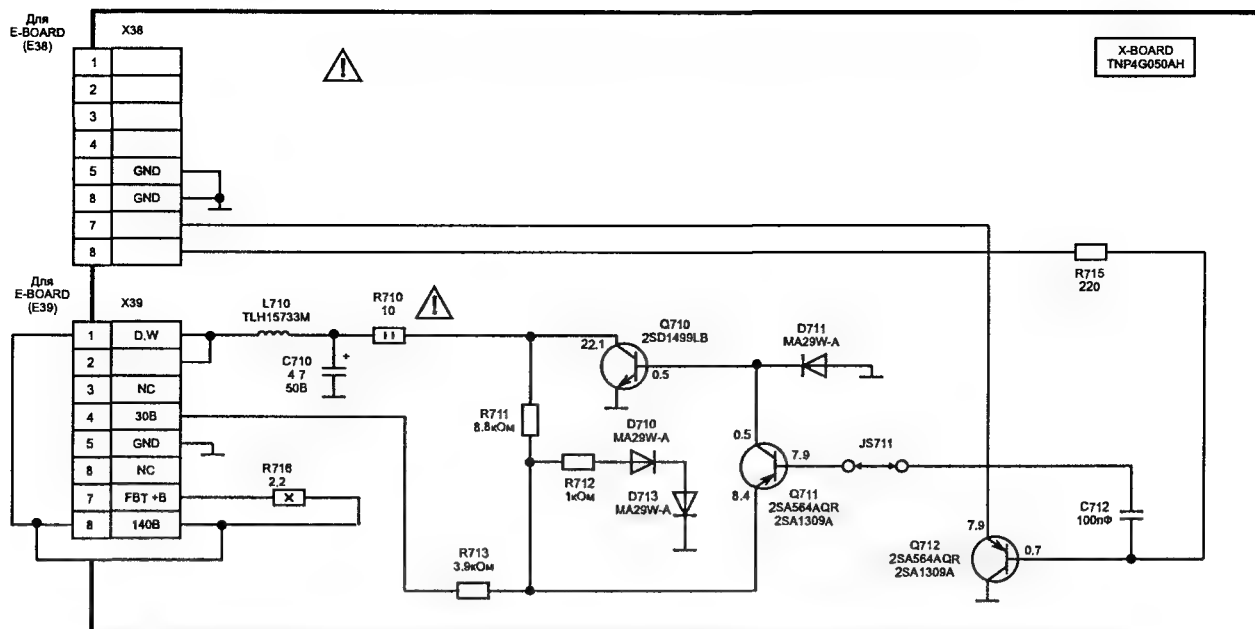 Для
E-BOARD
(E38)
X38
1
2
3
4
5 GND
8 GND
7
8
X-BOARD
TNP4G050AH
Для
E-BOARD
(E39)
X39
1 D,W
2
3 NC
4 30В
5 GND
8 NC
7 FBT +B
8 140В
L710
TLH15733M
R710
10
C710
4 7
50В
+
R711
8.8кОм
R712
1кОм
D710
MA29W-A
D713
MA29W-A
R716
2,2
R713
3.9кОм
Q710
2SD1499LB
22.1
0.5
D711
MA29W-A
0.5
7.9
8.4
Q711
2SA564AQR
2SA1309A
JS711
R715
220
C712
100пФ
7.9
0.7
Q712
2SA564AQR
2SA1309A